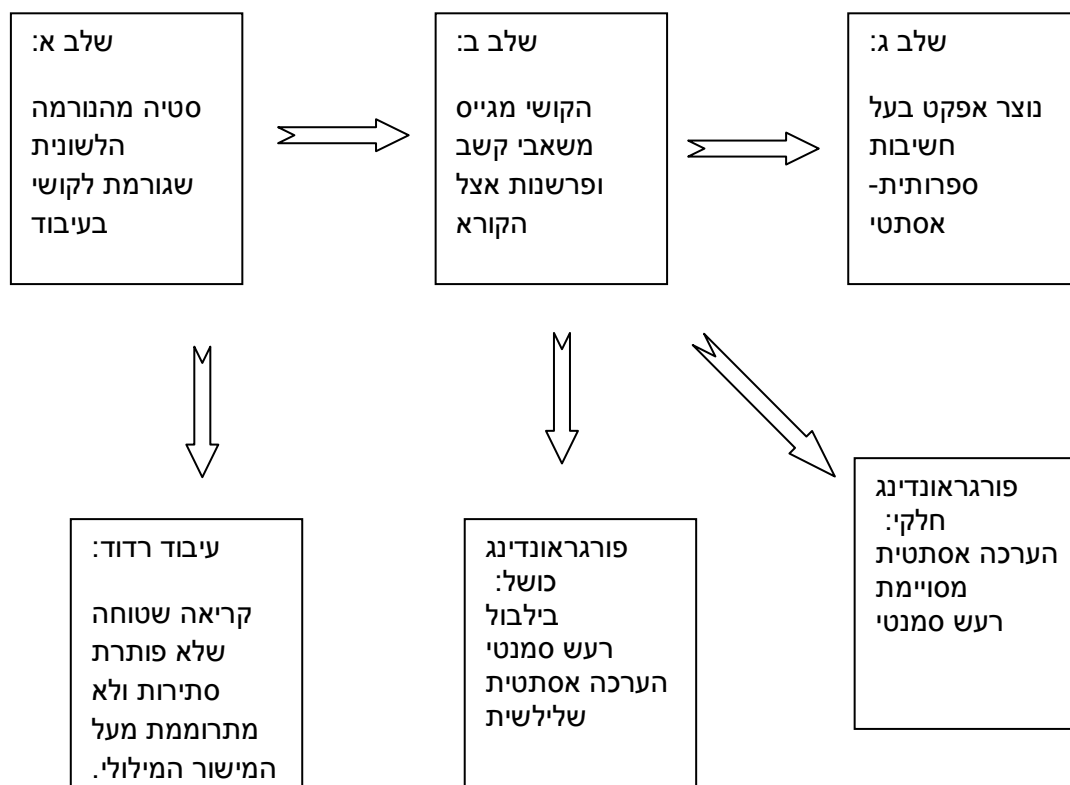 שלב א:
סטיה מהנורמה
הלשונית
שגורמת לקושי
בעיבוד
שלב ב:
הקושי מגייס
משאבי קשב
ופרשנות אצל
הקורא
שלב ג:
נוצר אפקט בעל
חשיבות
ספרותית-
אסתטי
עיבוד רדוד:
קריאה שטוחה
שלא פותרת
סתירות ולא
מתרוממת מעל
המישור המילולי.
פורגראונדינג
כושל:
בילבול
רעש סמנטי
הערכה אסתטית
שלילשית
פורגראונדינג
חלקי:
הערכה אסתטית
מסויימת
רעש סמנטי